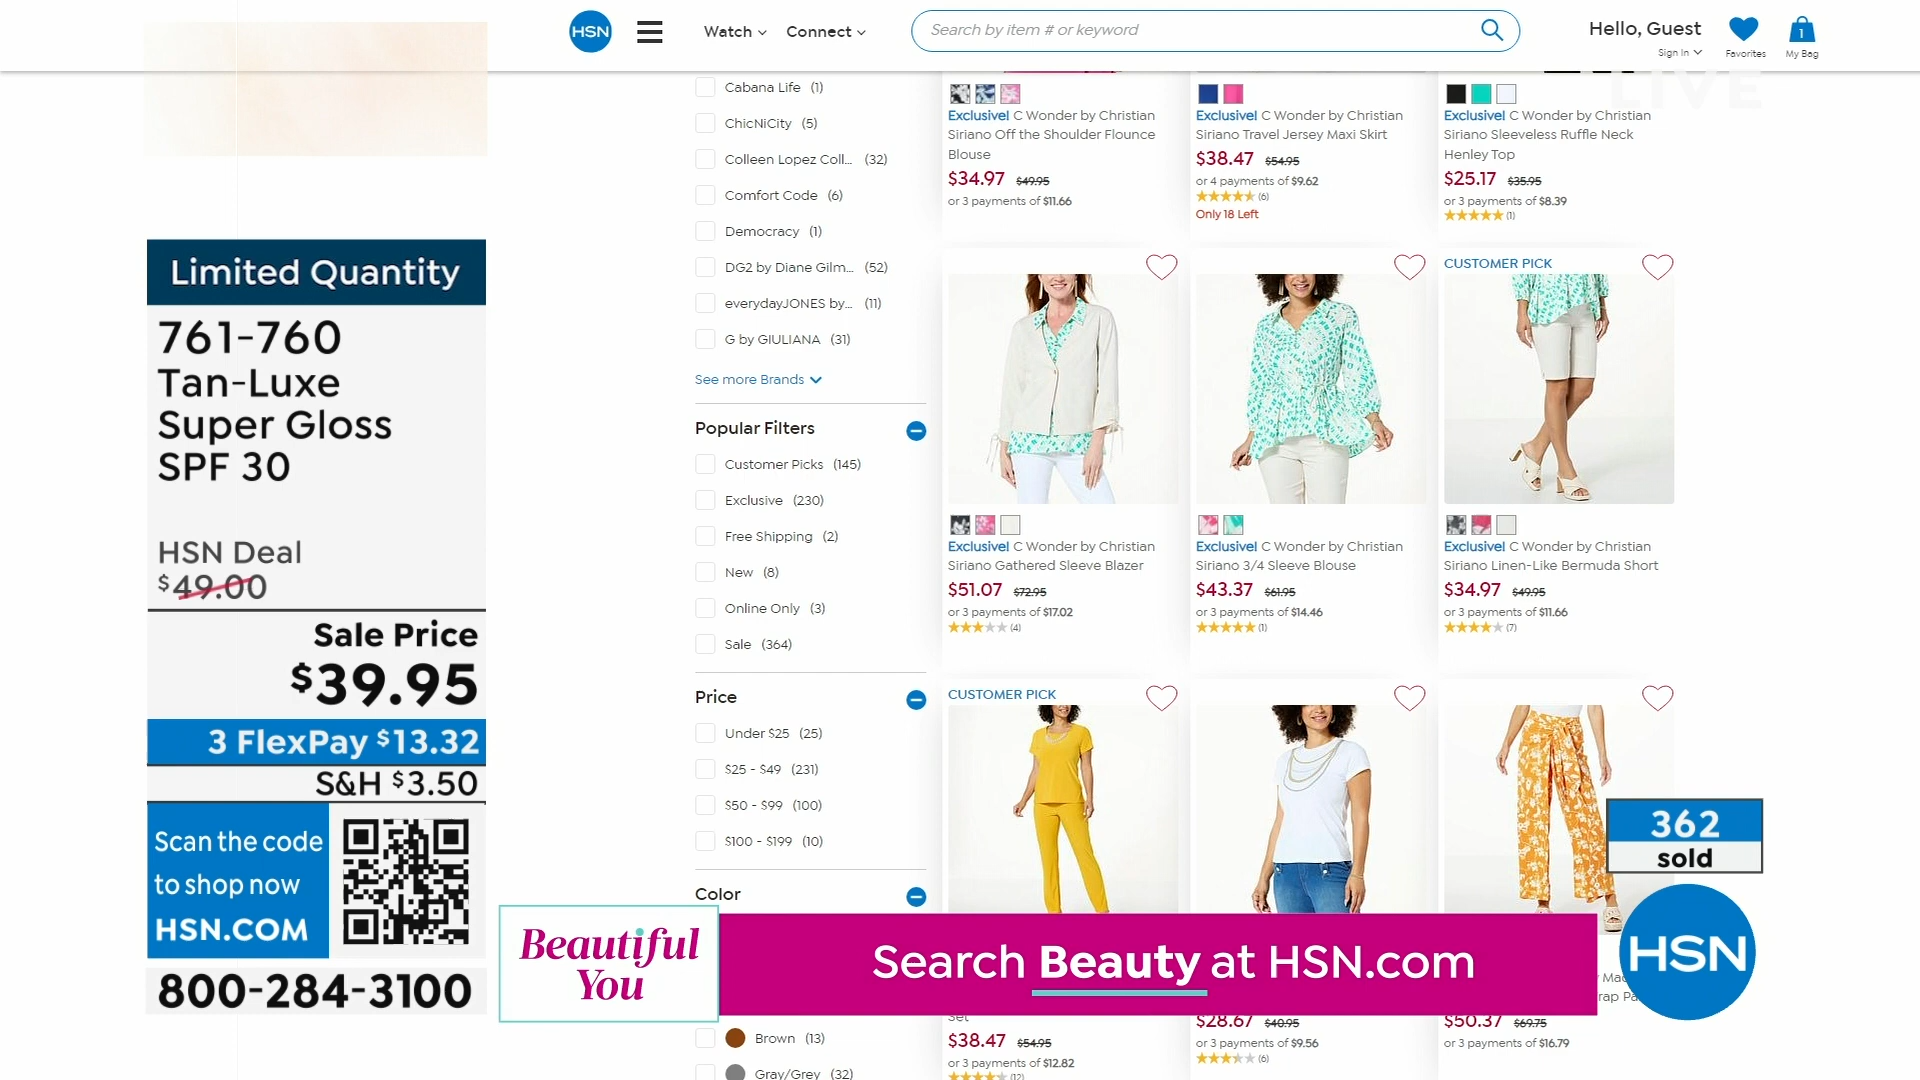 HSN
Watch
Connect
Search by item # or keyword
Hello, Guest
Sign In
Favorites
1
My Bag
LIVE
Limited Quantity
761-760
Tan-Luxe
Super Gloss
SPF 30
HSN Deal
$49.00
Sale Price
$39.95
3 FlexPay $13.32
S&H $3.50
Scan the code
to shop now
HSN.COM
800-284-3100
Cabana Life (1)
ChicNiCity (5)
Colleen Lopez Coll... (32)
Comfort Code (6)
Democracy (1)
DG2 by Diane Gilm... (52)
everydayJONES by... (11)
G by GIULIANA (31)
See more Brands
Popular Filters
Customer Picks (145)
Exclusive (230)
Free Shipping (2)
New (8)
Online Only (3)
Sale (364)
Price
Under $25 (25)
$25 - $49 (231)
$50 - $99 (100)
$100 - $199 (10)
Color
Brown (13)
Gray/Grey (32)
Exclusive! C Wonder by Christian
Siriano Off the Shoulder Flounce
Blouse
$34.97 $49.95
or 3 payments of $11.66
Exclusive! C Wonder by Christian
Siriano Travel Jersey Maxi Skirt
$38.47 $54.95
or 4 payments of $9.62
(6)
Only 18 Left
Exclusive! C Wonder by Christian
Siriano Sleeveless Ruffle Neck
Henley Top
$25.17 $35.95
or 3 payments of $8.39
(1)
Exclusive! C Wonder by Christian
Siriano Gathered Sleeve Blazer
$51.07 $72.95
or 3 payments of $17.02
(4)
Exclusive! C Wonder by Christian
Siriano 3/4 Sleeve Blouse
$43.37 $61.95
or 3 payments of $14.46
(1)
CUSTOMER PICK
Exclusive! C Wonder by Christian
Siriano Linen-Like Bermuda Short
$34.97 $49.95
or 3 payments of $11.66
(7)
CUSTOMER PICK
Set
$38.47 $54.95
or 3 payments of $12.82
(12)
$28.67 $40.95
or 3 payments of $9.56
(6)
$50.37 $69.75
or 3 payments of $16.79
362
sold
Beautiful
You
Search Beauty at HSN.com
HSN